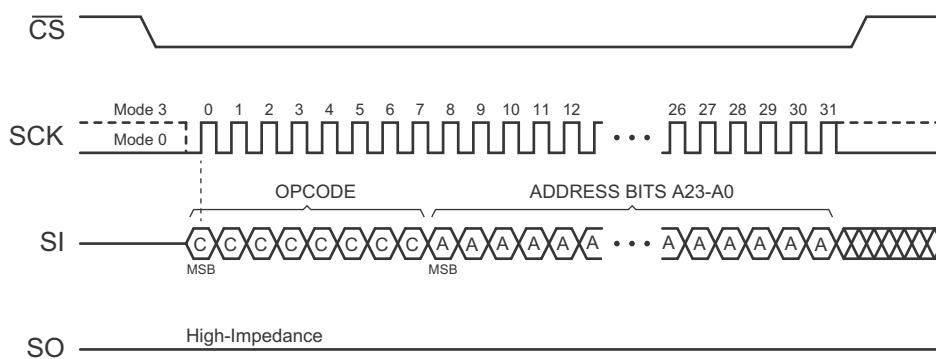 CS
Mode 3
0 1 2 3 4 5 6 7 8 9 10 11 12 26 27 28 29 30 31
SCK
Mode 0
• • •
OPCODE ADDRESS BITS A23-A0
SI C C C C C C C C A A A A A A • • • A A A A A A
MSB MSB
High-Impedance
SO